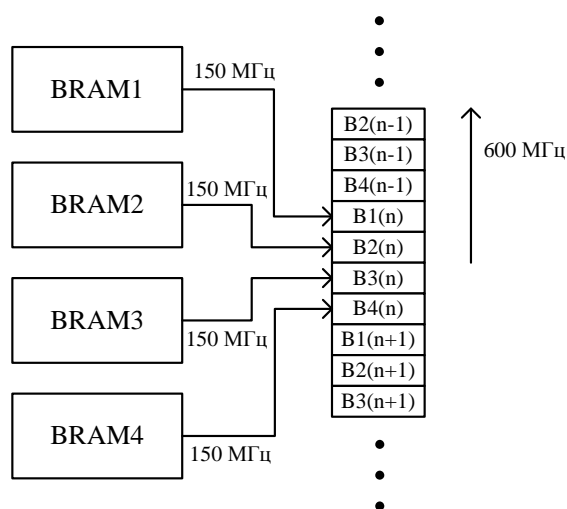 BRAM1
150 МГц
BRAM2
150 МГц
BRAM3
150 МГц
BRAM4
150 МГц
B2(n-1)
B3(n-1)
B4(n-1)
B1(n)
B2(n)
B3(n)
B4(n)
B1(n+1)
B2(n+1)
B3(n+1)
600 МГц